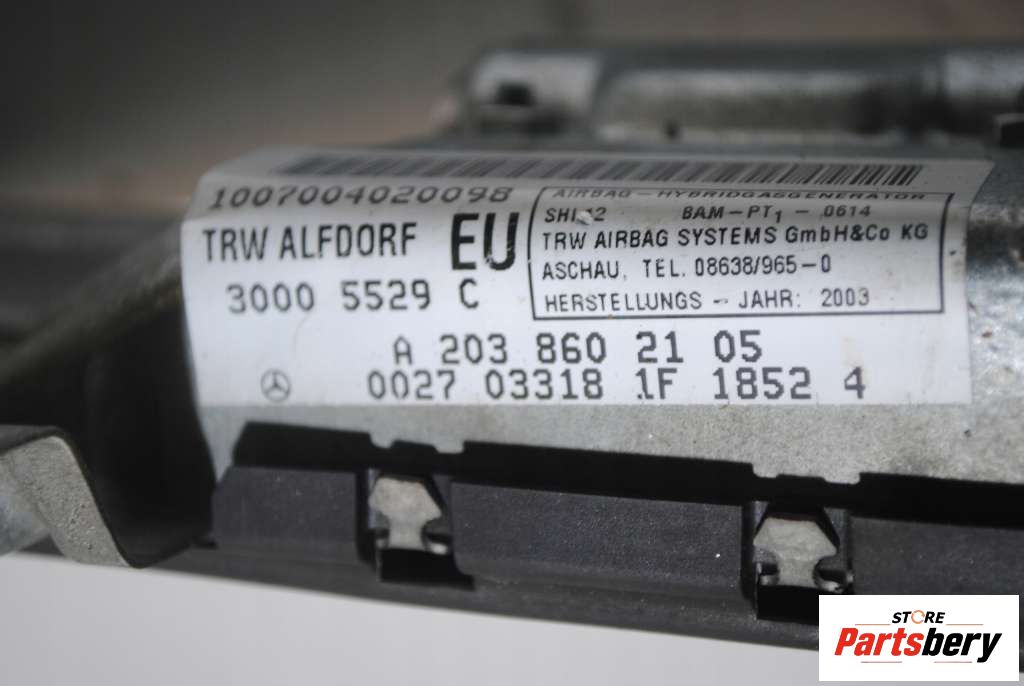 1007004020098
TRW ALFDORF EU
3000 5529 C
AIRBAG - HYBRIDGASGENERATOR
BAM-PT1 - 0614
TRW AIRBAG SYSTEMS GmbH&Co KG
ASCHAU, TEL. 08638/965-0
HERSTELLUNGS - JAHR: 2003
A 203 860 21 05
0027 03318 1F 1852 4
STORE
Partsbery